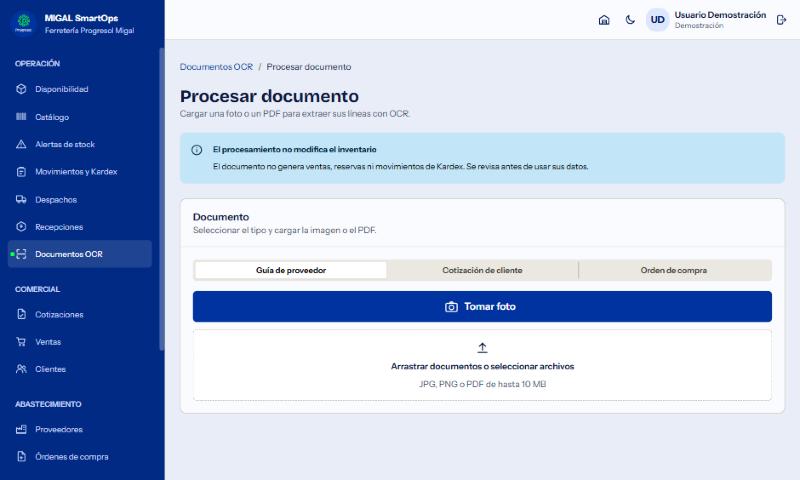 MIGAL SmartOps
Ferretería Progresol Migal
OPERACIÓN
Disponibilidad
Catálogo
Alertas de stock
Movimientos y Kardex
Despachos
Recepciones
Documentos OCR
COMERCIAL
Cotizaciones
Ventas
Clientes
ABASTECIMIENTO
Proveedores
Órdenes de compra
UD
Usuario Demostración
Demostración
Documentos OCR / Procesar documento
Procesar documento
Cargar una foto o un PDF para extraer sus líneas con OCR.
El procesamiento no modifica el inventario
El documento no genera ventas, reservas ni movimientos de Kardex. Se revisa antes de usar sus datos.
Documento
Seleccionar el tipo y cargar la imagen o el PDF.
Guía de proveedor
Cotización de cliente
Orden de compra
Tomar foto
Arrastrar documentos o seleccionar archivos
JPG, PNG o PDF de hasta 10 MB